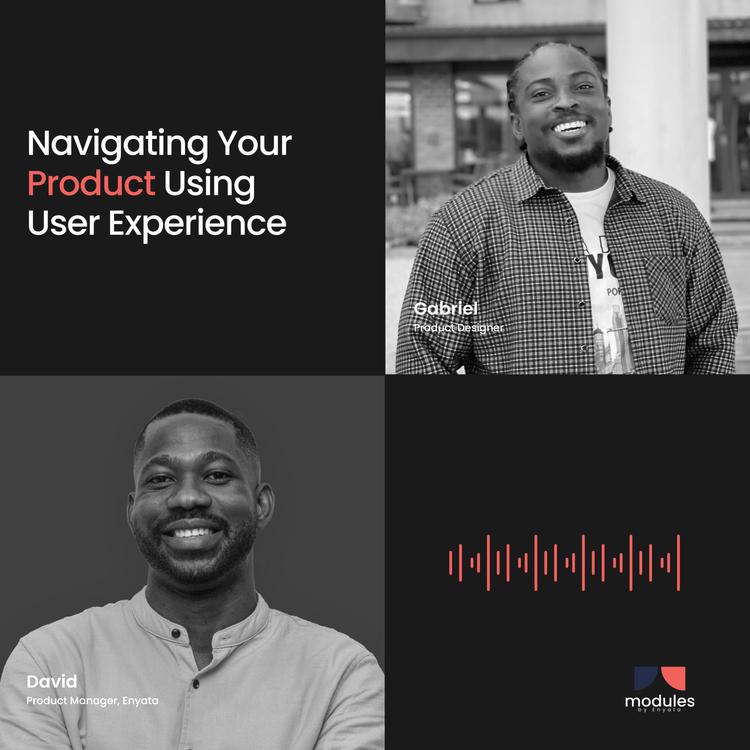 Navigating Your
Product Using
User Experience
Gabriel
Product Designer
David
Product Manager, Enyata
modules
by Enyata